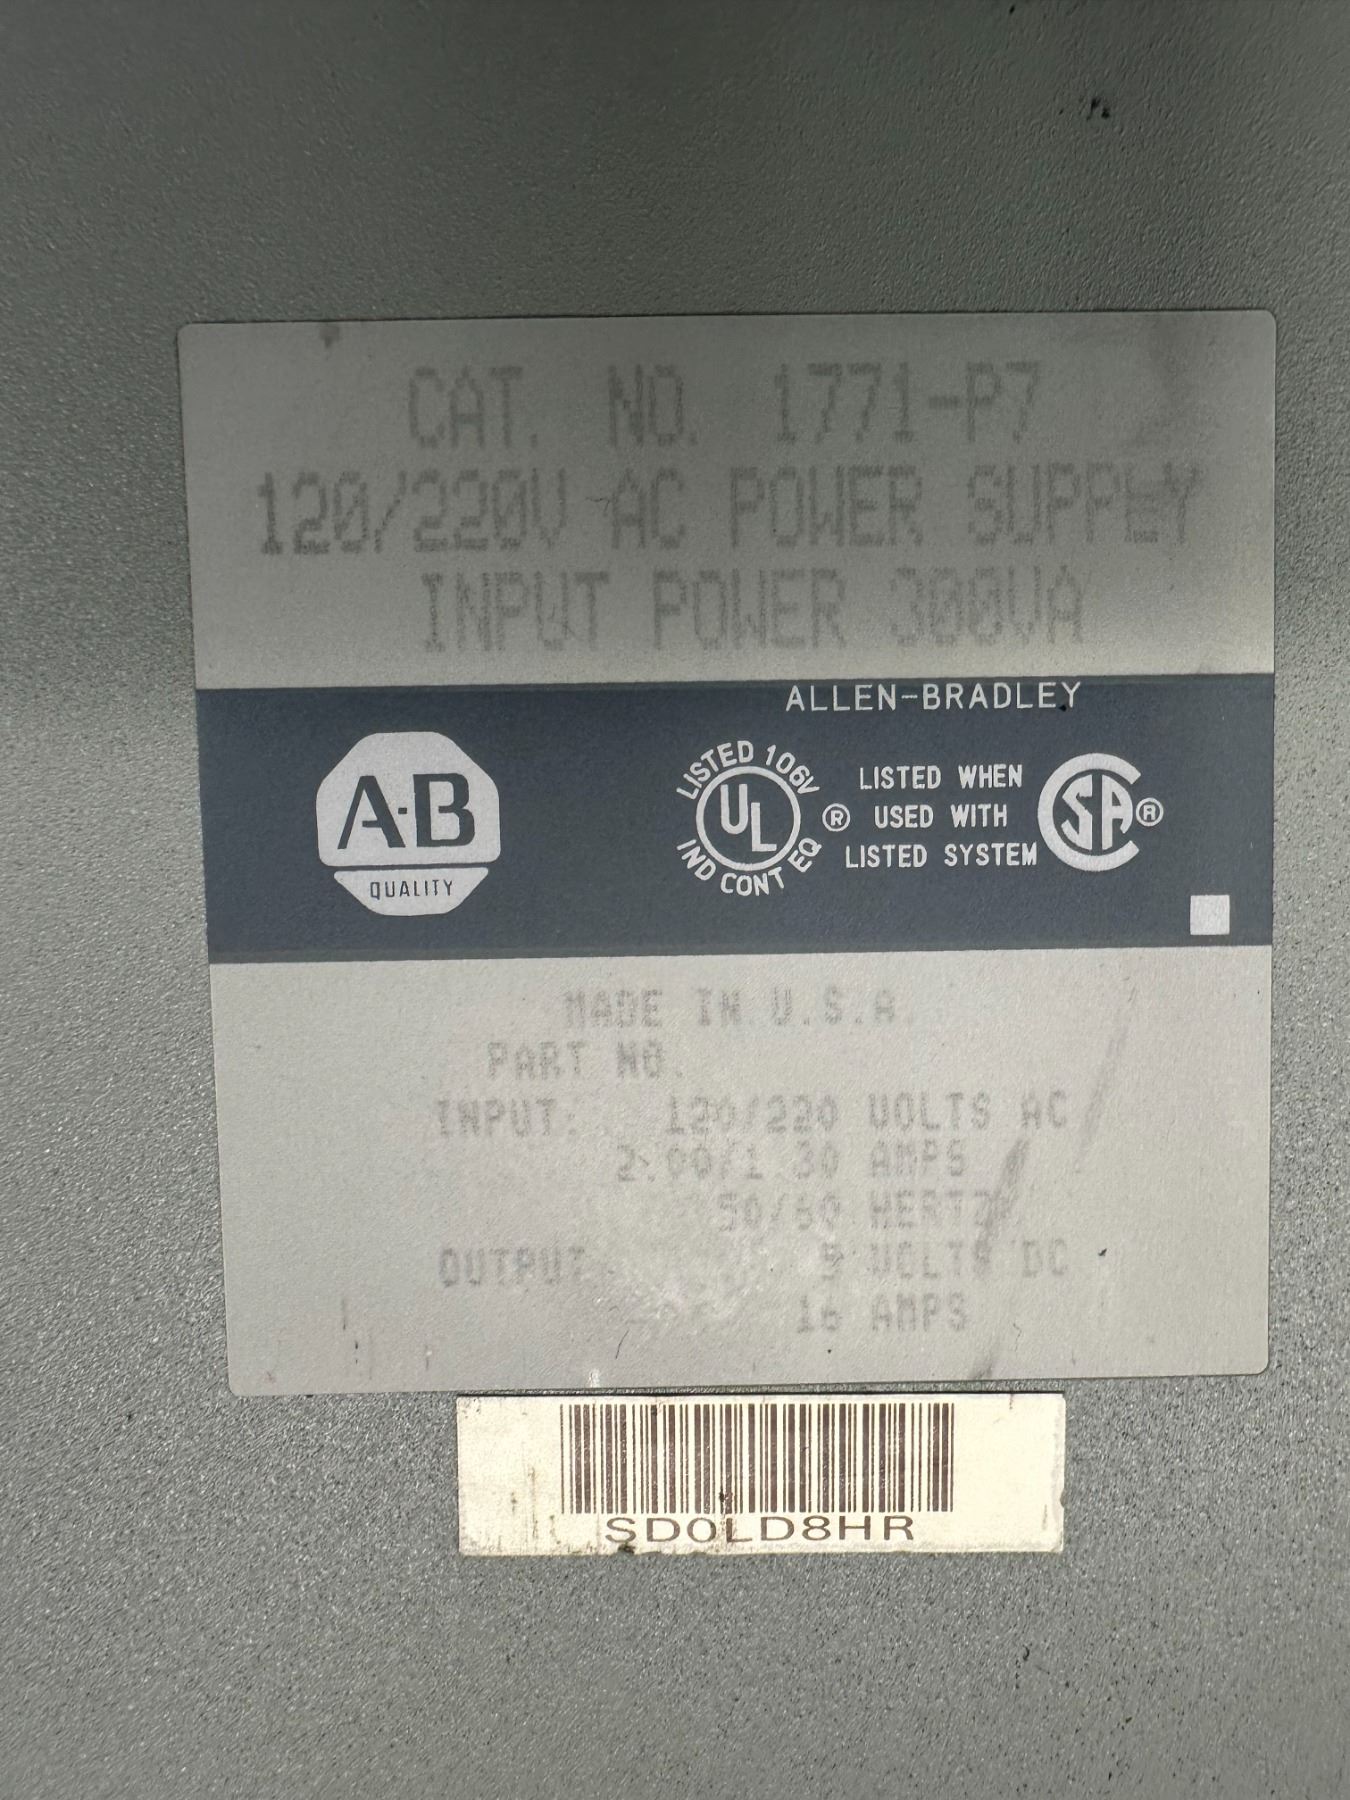 CAT. NO. 1771-P7
120/220V AC POWER SUPPLY
INPUT POWER 300VA
ALLEN-BRADLEY
A-B
QUALITY
LISTED 106V
UL
IND CONT EQ
®
LISTED WHEN
USED WITH
LISTED SYSTEM
SA ®
MADE IN U.S.A.
PART NO.
INPUT: 120/220 VOLTS AC
2.00/1.30 AMPS
50/60 HERTZ
OUTPUT: 5 VOLTS DC
16 AMPS
SD0LD8HR